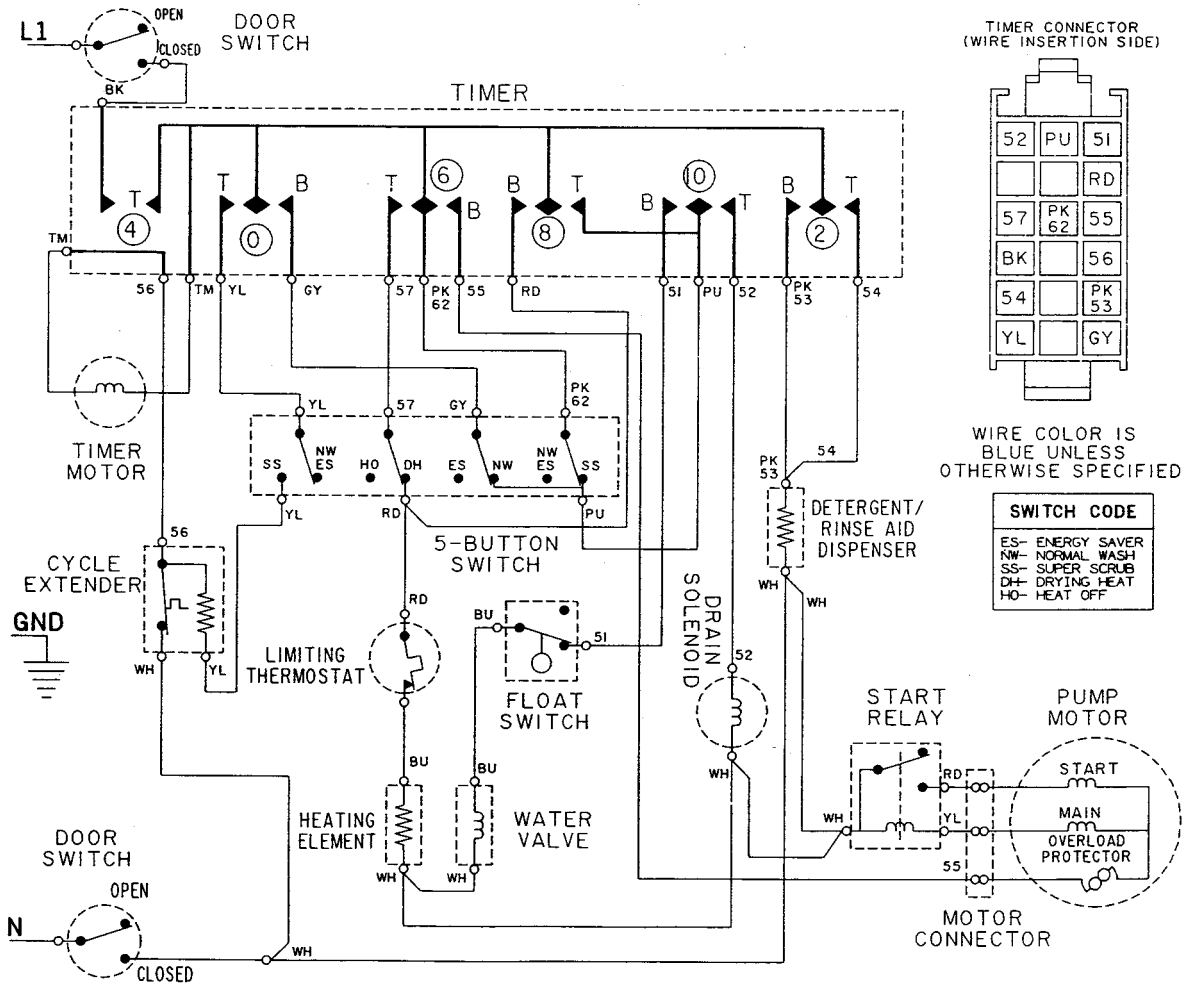 L1
OPEN
CLOSED
DOOR
SWITCH
BK
TIMER
TIMER CONNECTOR
(WIRE INSERTION SIDE)
52 PU 51
RD
57 PK 62 55
BK 56
54 PK 53
YL GY
T
4
T
B
0
T
6
B
B
T
8
B
10
T
B
T
2
TM
56
TM
YL
GY
57
PK
62
55
RD
51
PU
52
PK
53
54
TIMER
MOTOR
YL
57
GY
PK
62
SS
NW
ES
HO
DH
ES
NW
NW
ES
SS
YL
RD
PU
5-BUTTON
SWITCH
PK
53
54
DETERGENT/
RINSE AID
DISPENSER
WH
WH
WIRE COLOR IS
BLUE UNLESS
OTHERWISE SPECIFIED
SWITCH CODE
ES- ENERGY SAVER
NW- NORMAL WASH
SS- SUPER SCRUB
DH- DRYING HEAT
HO- HEAT OFF
56
CYCLE
EXTENDER
WH
YL
GND
RD
LIMITING
THERMOSTAT
BU
BU
51
FLOAT
SWITCH
DRAIN
SOLENOID
52
WH
BU
BU
HEATING
ELEMENT
WATER
VALVE
WH
WH
START
RELAY
WH
RD
YL
55
PUMP
MOTOR
START
MAIN
OVERLOAD
PROTECTOR
MOTOR
CONNECTOR
DOOR
SWITCH
OPEN
N
CLOSED
WH